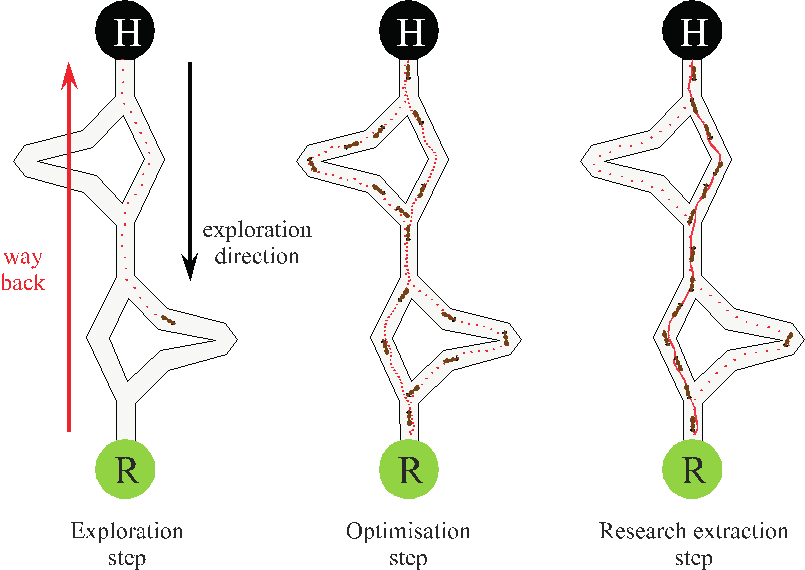 H
H
H
exploration
direction
way
back
R
R
R
Exploration
step
Optimisation
step
Research extraction
step